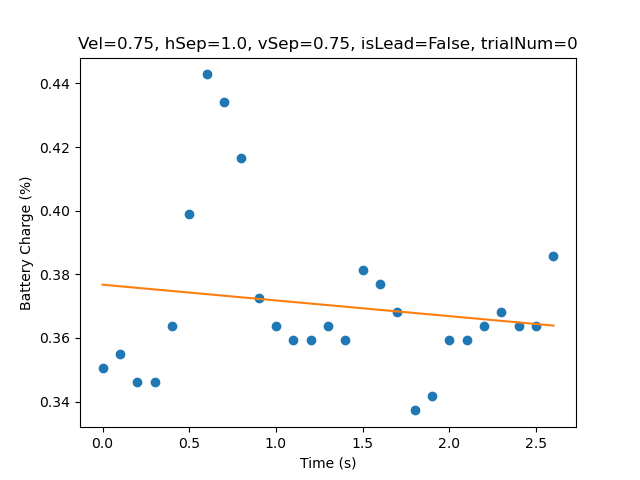 Vel=0.75, hSep=1.0, vSep=0.75, isLead=False, trialNum=0
0.44
0.42
0.40
0.38
0.36
0.34
Battery Charge (%)
0.0 0.5 1.0 1.5 2.0 2.5
Time (s)